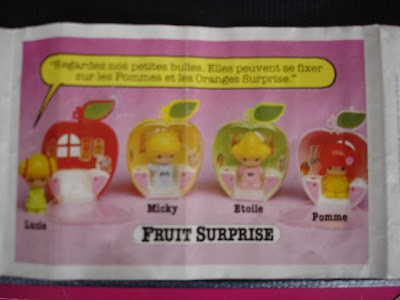 "Regardez nos petites bulles. Elles peuvent se fixer
sur les Pommes et les Oranges Surprise."
Lucie
Micky
Etoile
Pomme
FRUIT SURPRISE